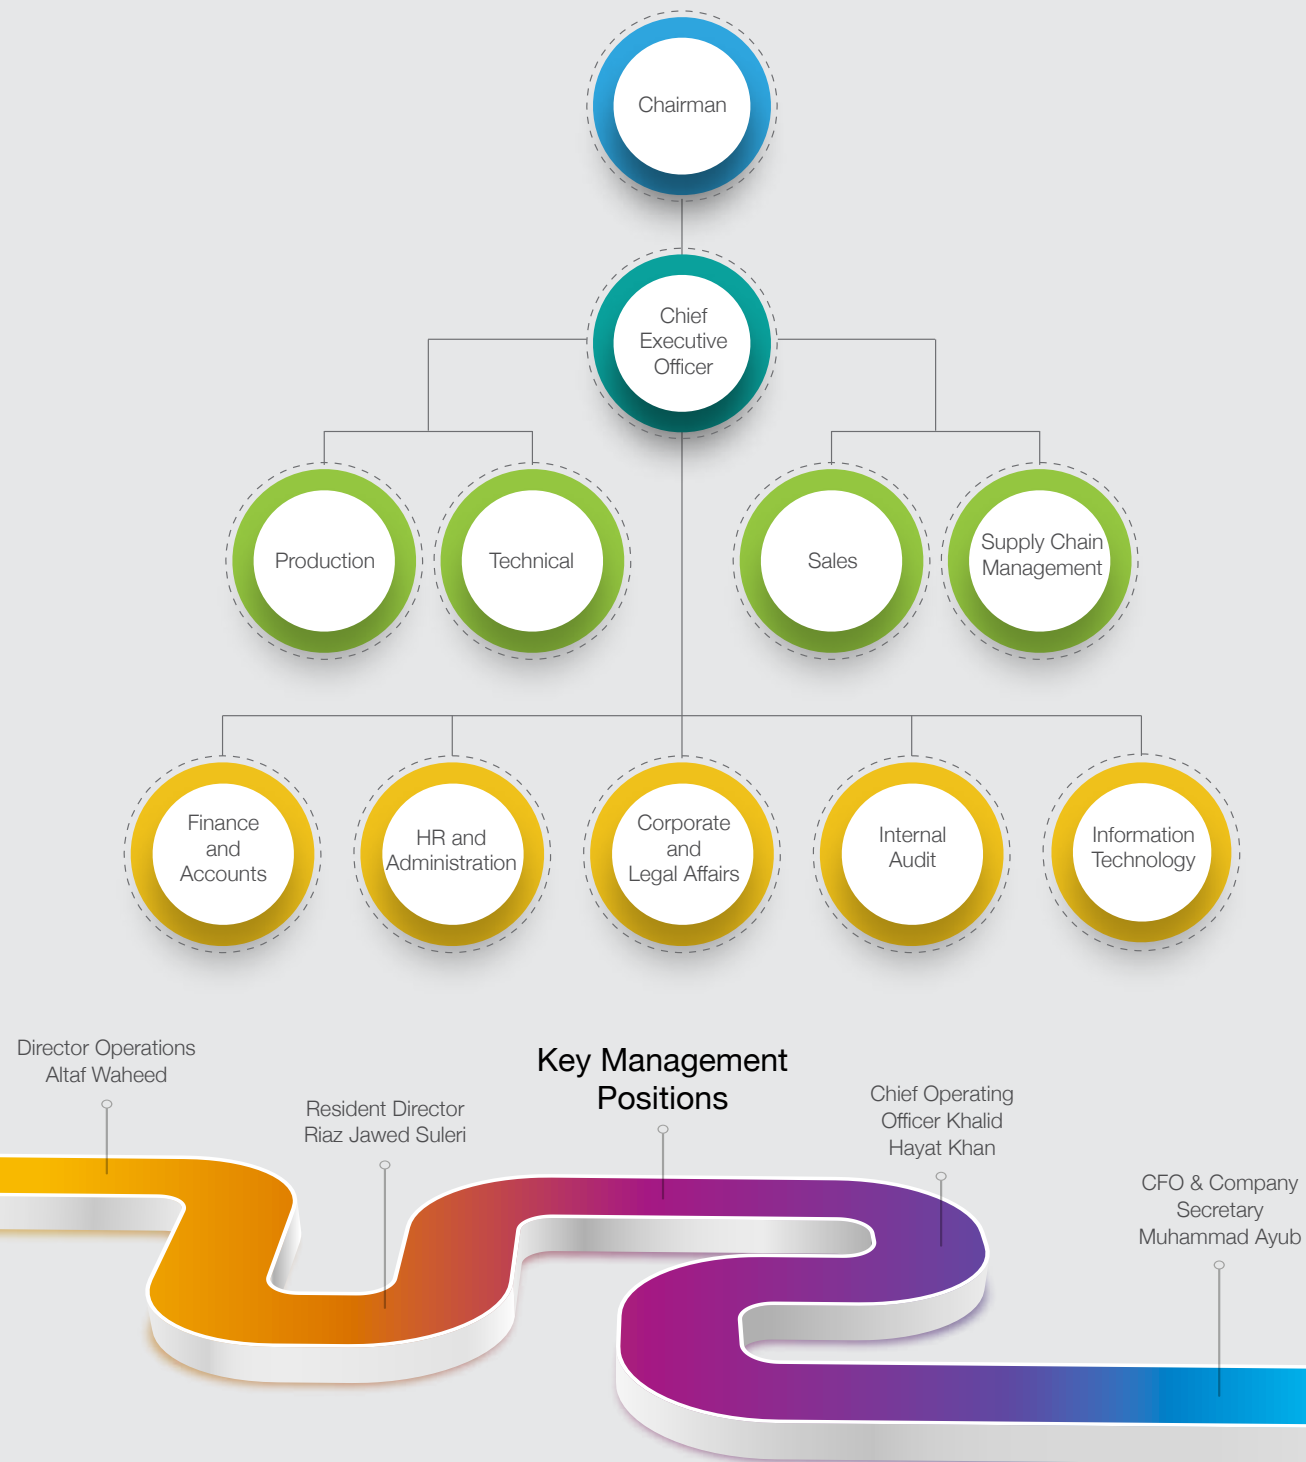 Chairman
Chief
Executive
Officer
Production
Technical
Sales
Supply Chain
Management
Finance
and
Accounts
HR and
Administration
Corporate
and
Legal Affairs
Internal
Audit
Information
Technology
Director Operations
Altaf Waheed
Resident Director
Riaz Jawed Suleri
Key Management
Positions
Chief Operating
Officer Khalid
Hayat Khan
CFO & Company
Secretary
Muhammad Ayub